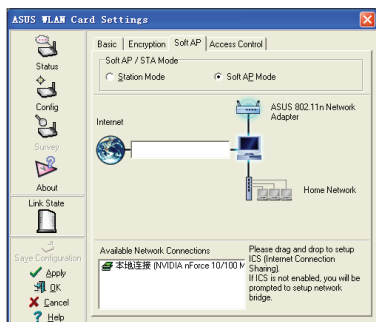 ASUS WLAN Card Settings
Status
Config
Survey
About
Link State
Save Configuration
Apply
OK
Cancel
Help
Basic
Encryption
Soft AP
Access Control
Soft AP / STA Mode
Station Mode
Soft AP Mode
Internet
ASUS 802.11n Network
Adapter
Home Network
Available Network Connections
本地连接 (NVIDIA nForce 10/100 M
Please drag and drop to setup
ICS (Internet Connection
Sharing).
If ICS is not enabled, you will be
prompted to setup network
bridge.